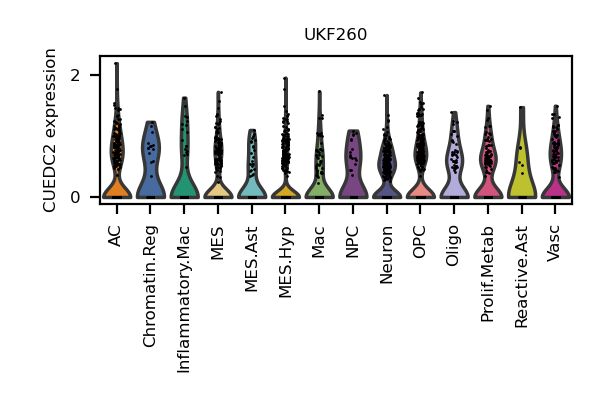 UKF260
CUEDC2 expression
2
0
AC
Chromatin.Reg
Inflammatory.Mac
MES
MES.Ast
MES.Hyp
Mac
NPC
Neuron
OPC
Oligo
Prolif.Metab
Reactive.Ast
Vasc